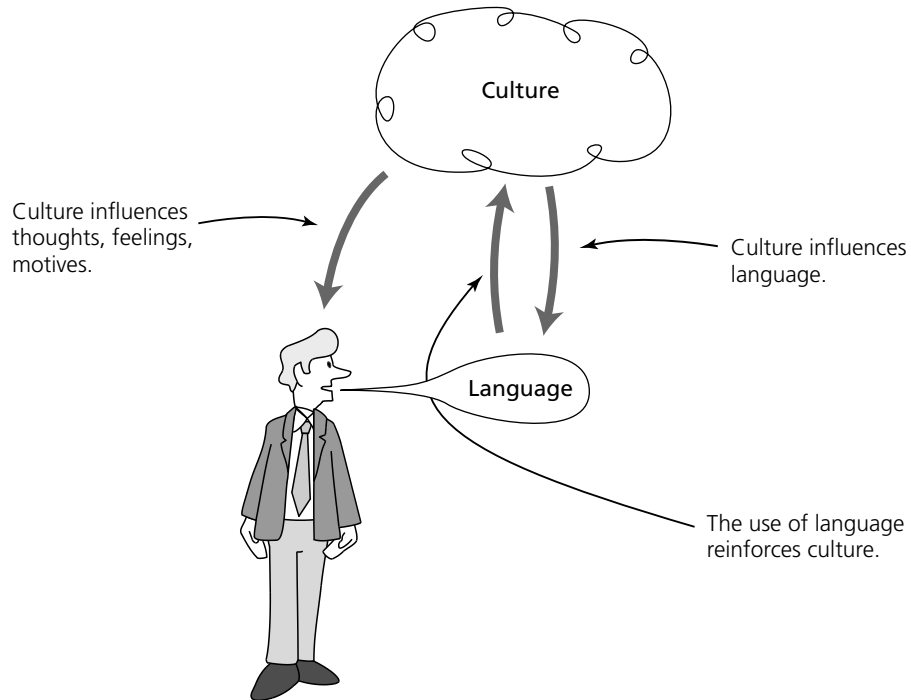 Culture
Culture influences
thoughts, feelings,
motives.
Culture influences
language.
Language
The use of language
reinforces culture.